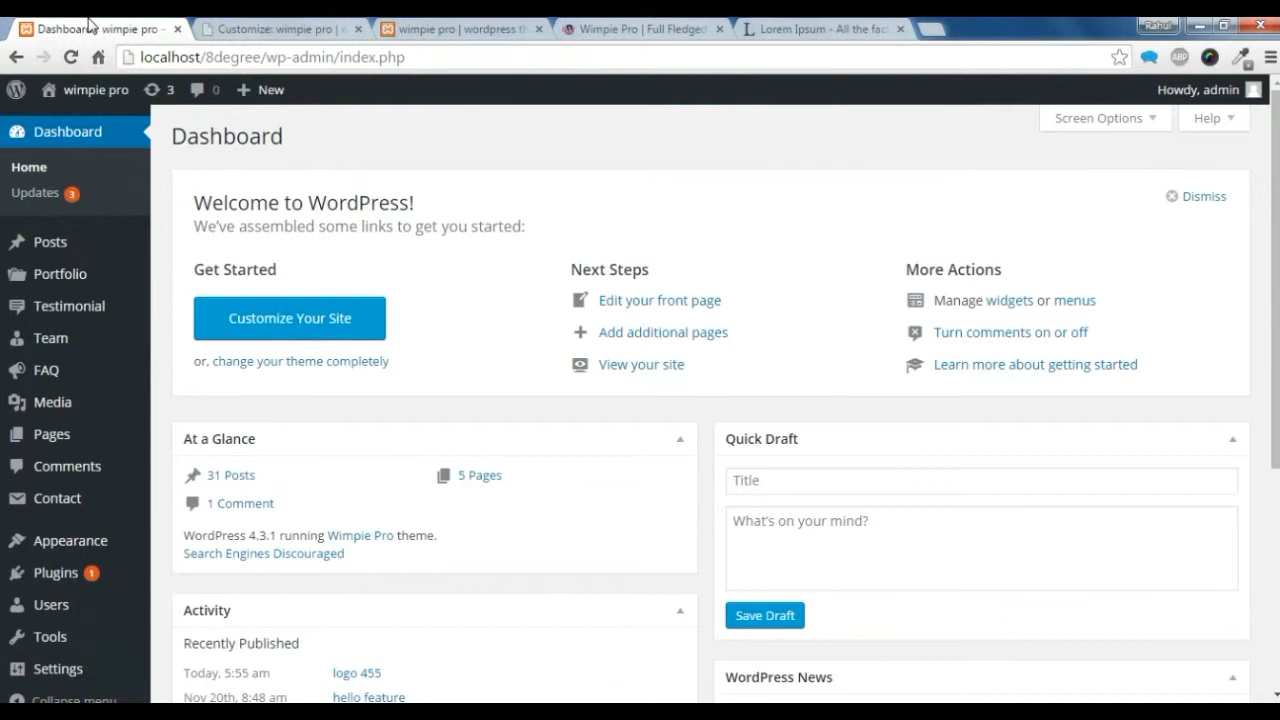 Dashboard wimpie pro -
Customize: wimpie pro |
wimpie pro | wordpress th
Wimpie Pro | Full Fledged
Lorem Ipsum - All the fact
Rahul
localhost/8degree/wp-admin/index.php
ABP
wimpie pro
3
0
New
Howdy, admin
Dashboard
Home
Updates 3
Posts
Portfolio
Testimonial
Team
FAQ
Media
Pages
Comments
Contact
Appearance
Plugins 1
Users
Tools
Settings
Collapse menu
Dashboard
Screen Options
Help
Welcome to WordPress!
We've assembled some links to get you started:
Dismiss
Get Started
Customize Your Site
or, change your theme completely
Next Steps
Edit your front page
Add additional pages
View your site
More Actions
Manage widgets or menus
Turn comments on or off
Learn more about getting started
At a Glance
31 Posts
5 Pages
1 Comment
WordPress 4.3.1 running Wimpie Pro theme.
Search Engines Discouraged
Activity
Recently Published
Today, 5:55 am logo 455
Nov 20th, 8:48 am hello feature
Quick Draft
Title
What's on your mind?
Save Draft
WordPress News